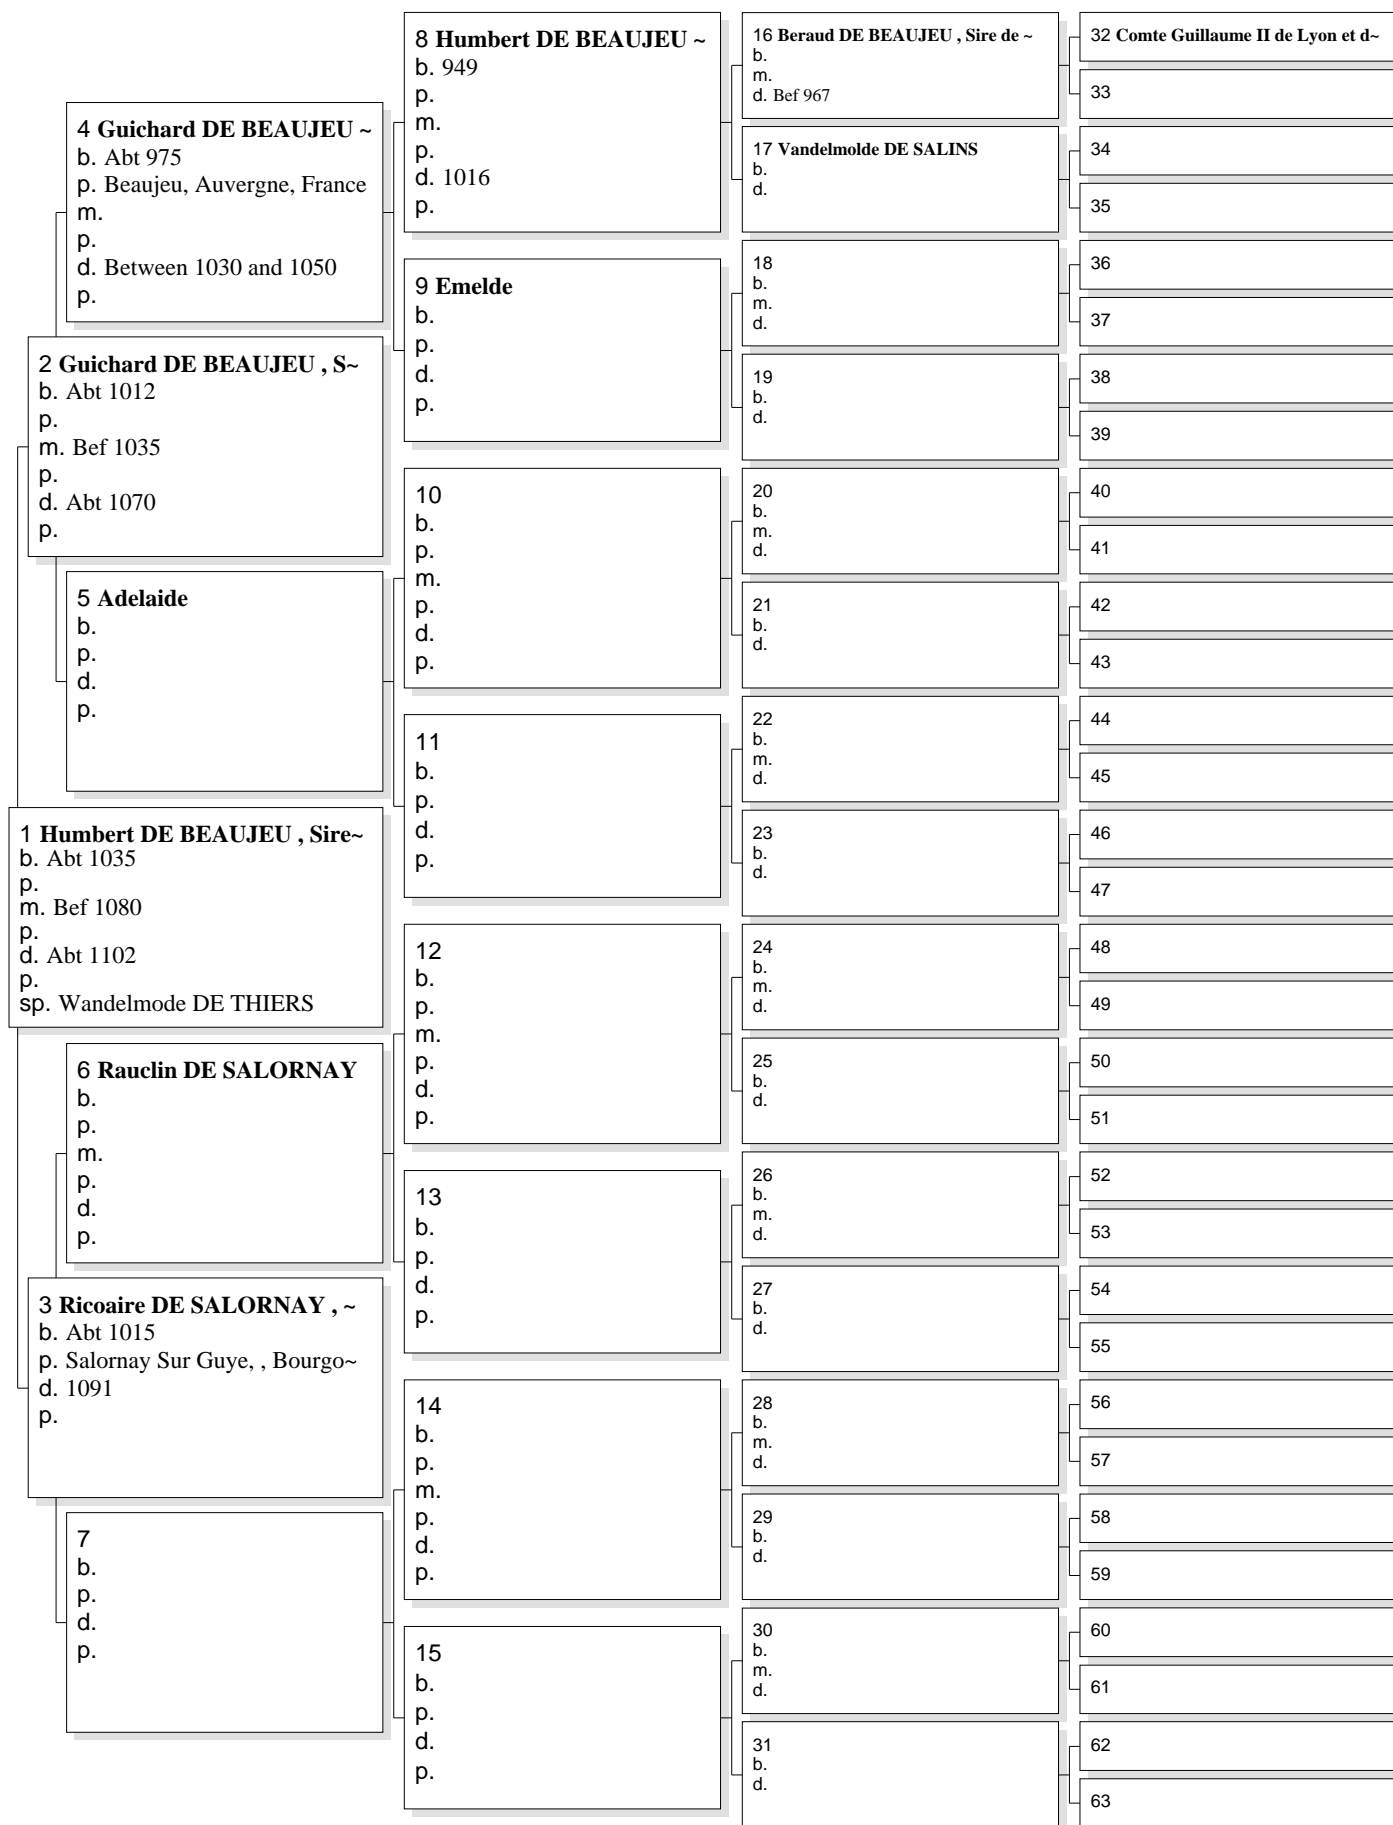 8 Humbert DE BEAUJEU ~
b. 949
p.
m.
p.
d. 1016
p.
16 Beraud DE BEAUJEU , Sire de ~
b.
m.
d. Bef 967
32 Comte Guillaume II de Lyon et d~
33
4 Guichard DE BEAUJEU ~
b. Abt 975
p. Beaujeu, Auvergne, France
m.
p.
d. Between 1030 and 1050
p.
17 Vandelmolde DE SALINS
b.
d.
34
35
9 Emelde
b.
p.
d.
p.
18
b.
m.
d.
36
37
2 Guichard DE BEAUJEU , S~
b. Abt 1012
p.
m. Bef 1035
p.
d. Abt 1070
p.
19
b.
d.
38
39
10
b.
p.
m.
p.
d.
p.
20
b.
m.
d.
40
41
5 Adelaide
b.
p.
d.
p.
21
b.
d.
42
43
11
b.
p.
d.
p.
22
b.
m.
d.
44
45
1 Humbert DE BEAUJEU , Sire~
b. Abt 1035
p.
m. Bef 1080
p.
d. Abt 1102
p.
sp. Wandelmode DE THIERS
23
b.
d.
46
47
12
b.
p.
m.
p.
d.
p.
24
b.
m.
d.
48
49
6 Rauclin DE SALORNAY
b.
p.
m.
p.
d.
p.
25
b.
d.
50
51
13
b.
p.
d.
p.
26
b.
m.
d.
52
53
3 Ricoaire DE SALORNAY , ~
b. Abt 1015
p. Salornay Sur Guye, , Bourgo~
d. 1091
p.
27
b.
d.
54
55
14
b.
p.
m.
p.
d.
p.
28
b.
m.
d.
56
57
7
b.
p.
d.
p.
29
b.
d.
58
59
15
b.
p.
d.
p.
30
b.
m.
d.
60
61
31
b.
d.
62
63